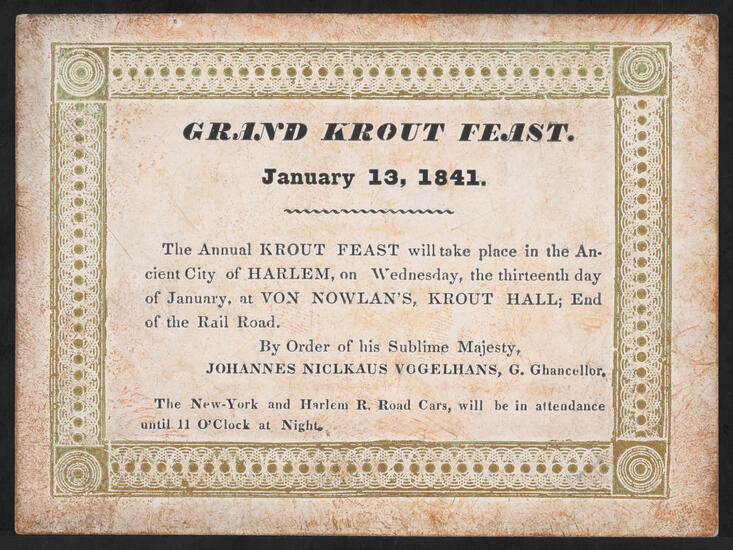 GRAND KROUT FEAST.
January 13, 1841.
The Annual KROUT FEAST will take place in the An-
cient City of HARLEM, on Wednesday, the thirteenth day
of January, at VON NOWLAN'S, KROUT HALL; End
of the Rail Road.
By Order of his Sublime Majesty,
JOHANNES NICLKAUS VOGELHANS, G. Ghancellor.
The New-York and Harlem R. Road Cars, will be in attendance
until 11 O'Clock at Night.